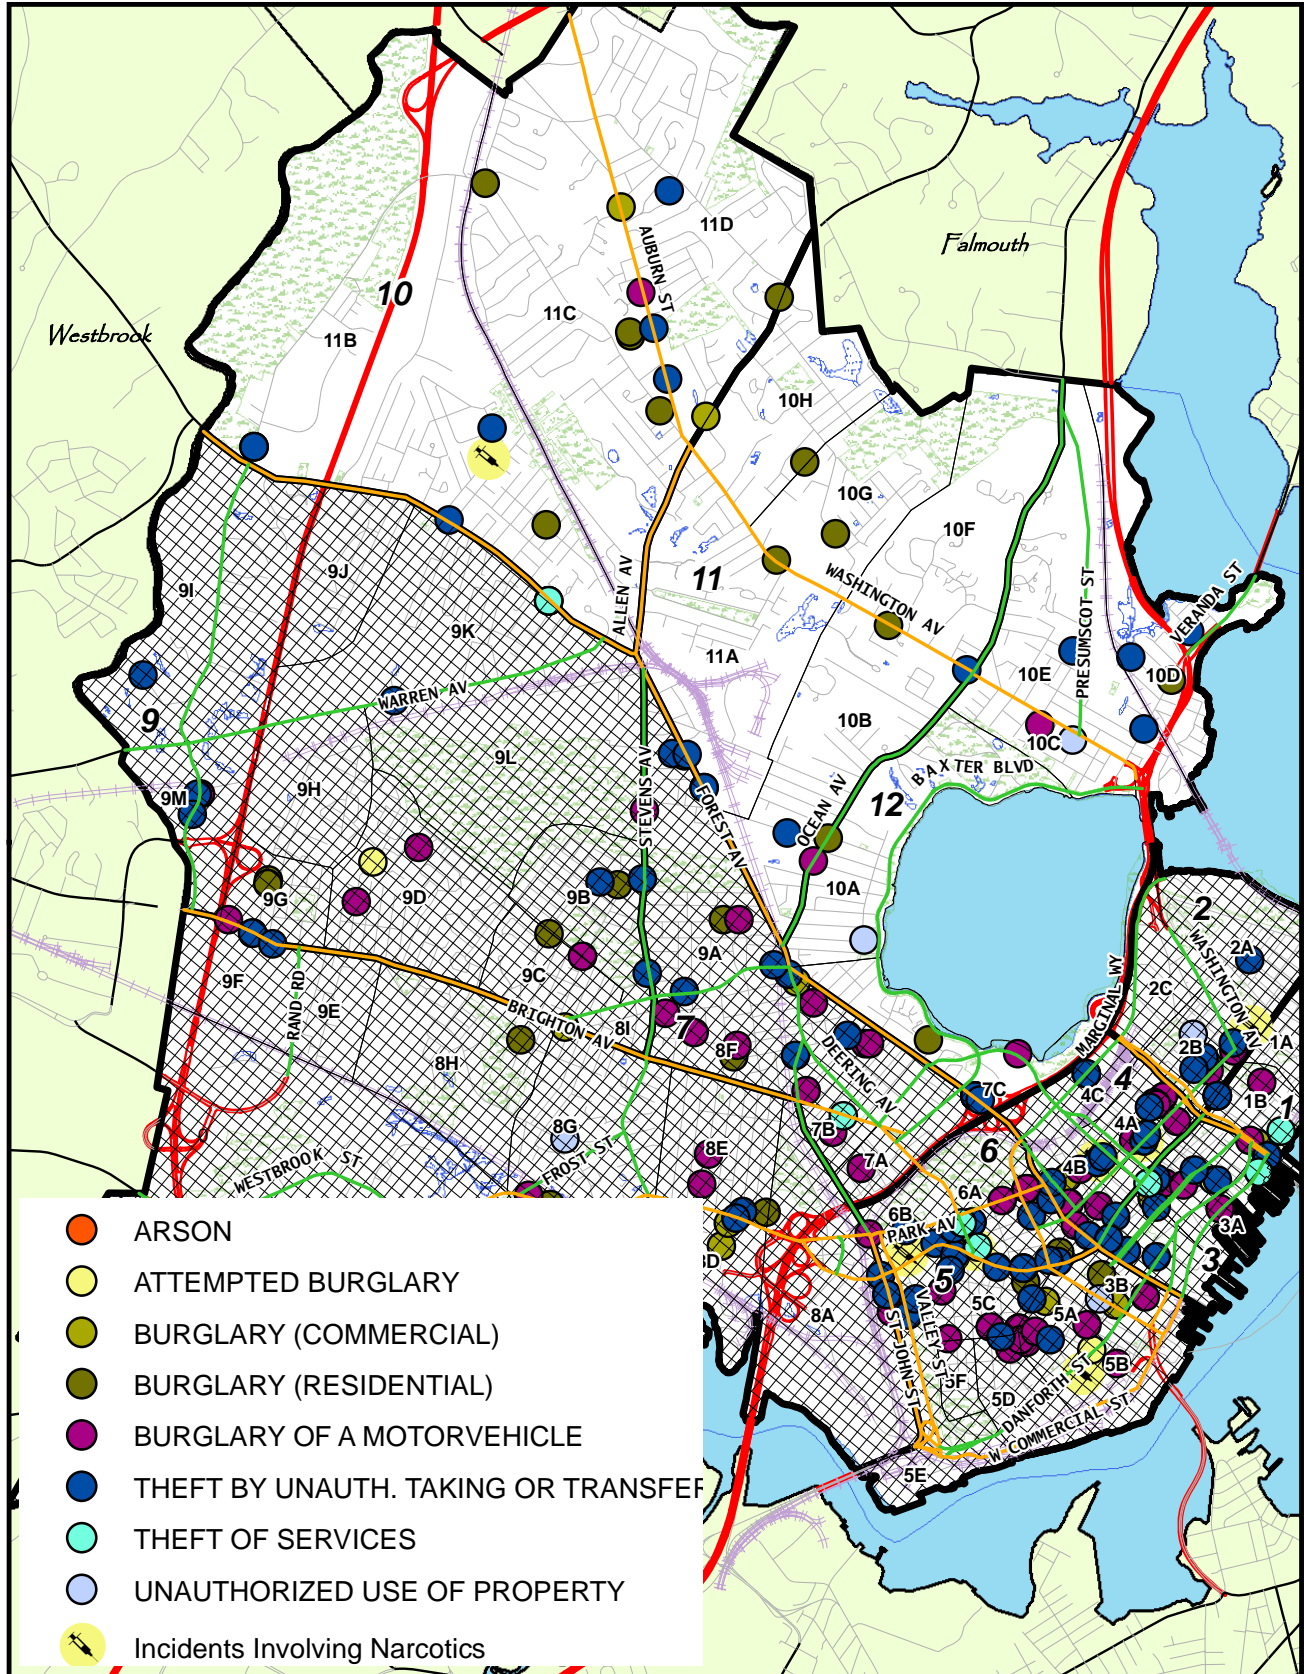 Falmouth
Westbrook
AUBURN ST
11D
10
11C
11B
10H
10G
10F
9J
9I
9K
ALLEN AV
11
WASHINGTON AV
PRESUMSCOT ST
VERANDA ST
11A
10E
10D
WARREN AV
9
10B
10C
9L
STEVENS AV
FOREST AV
BAXTER BLVD
9H
9M
OCEAN AV
12
9G
9D
9B
10A
2
9A
WASHINGTON AV
2A
9F
9C
2C
RAND RD
9E
BRIGHTON AV
8I
7
MARGINAL WY
8H
8F
DEERING AV
2B
1A
4
7C
4C
1B
1
8G
7B
4A
FROST ST
8E
7A
6
4B
WESTBROOK ST
6A
6B
PARK AV
3A
3
5
3B
8D
8A
VALLEY ST
5C
5A
ST JOHN ST
5B
5F
5D
DANFORTH ST
W COMMERCIAL ST
5E
ARSON
ATTEMPTED BURGLARY
BURGLARY (COMMERCIAL)
BURGLARY (RESIDENTIAL)
BURGLARY OF A MOTORVEHICLE
THEFT BY UNAUTH. TAKING OR TRANSFER
THEFT OF SERVICES
UNAUTHORIZED USE OF PROPERTY
Incidents Involving Narcotics